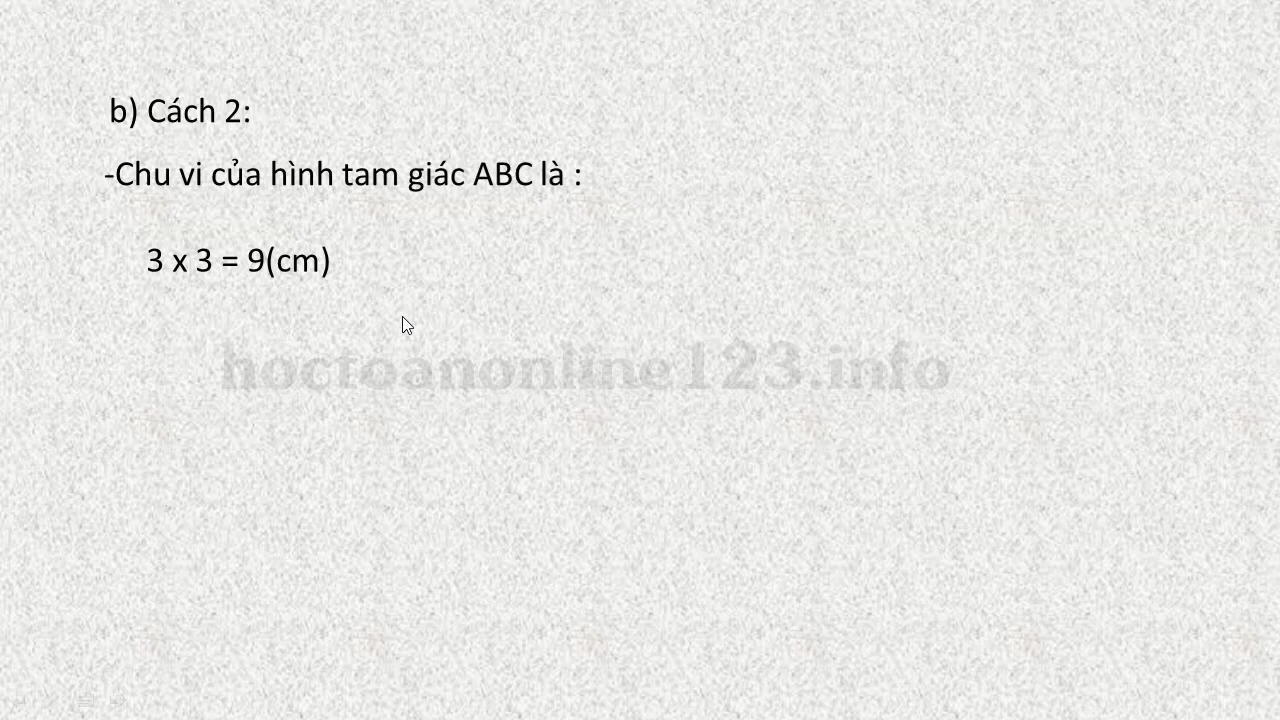 b) Cách 2:
-Chu vi của hình tam giác ABC là :
3 x 3 = 9(cm)
hoctoanonline123.info